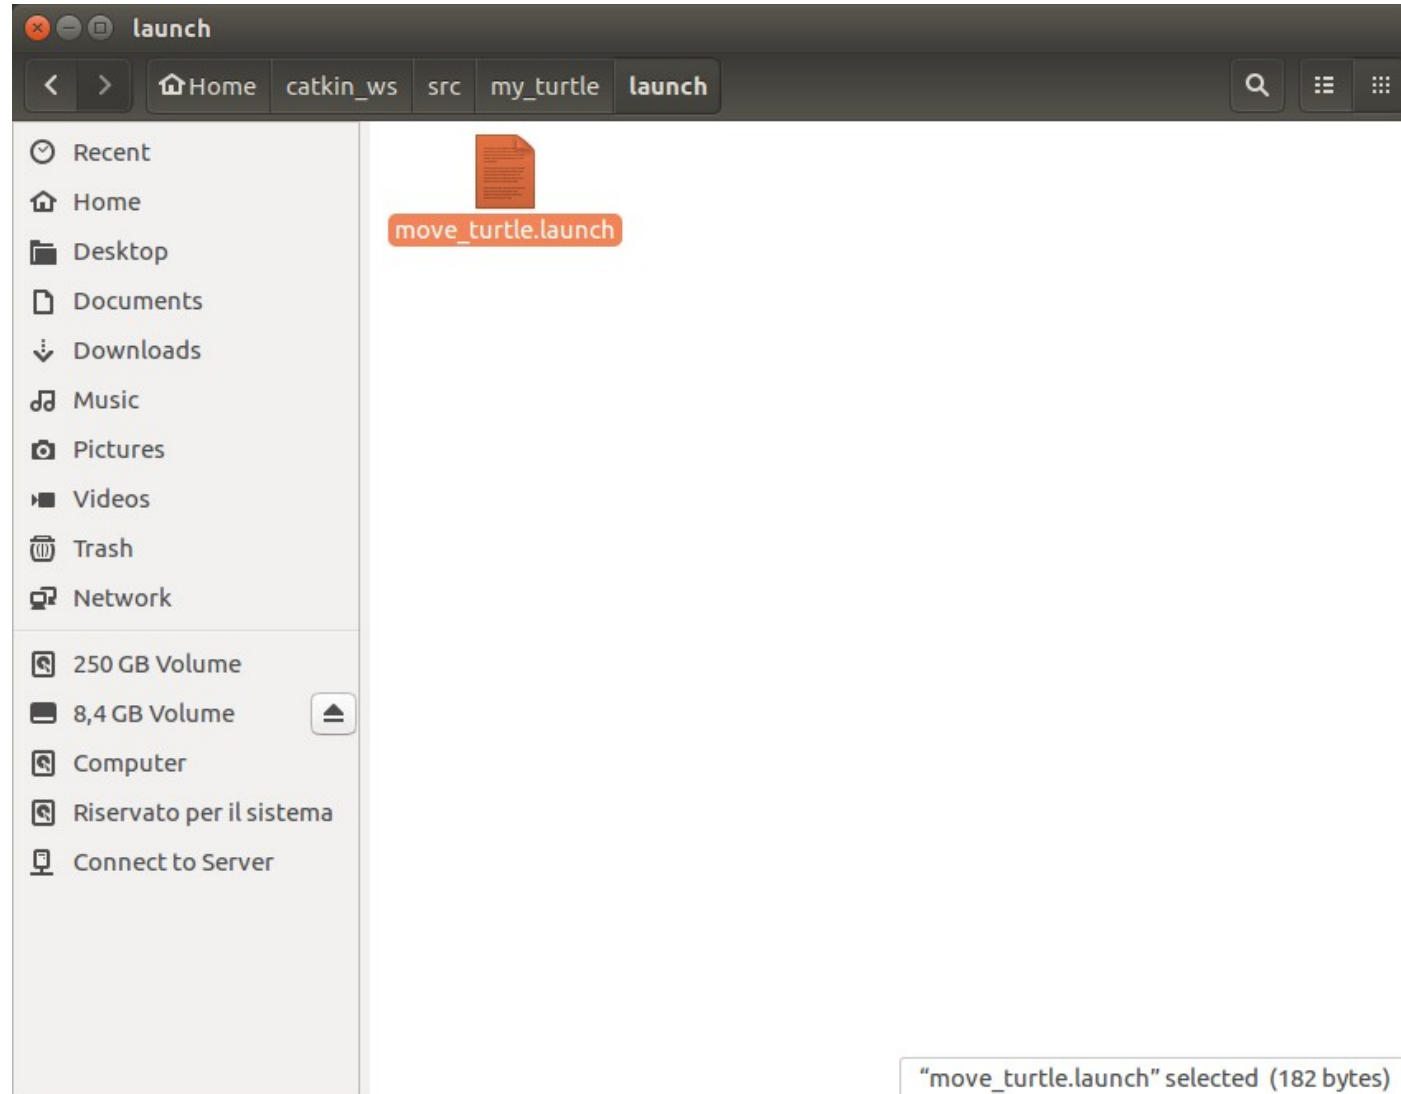 launch
Home catkin_ws src my_turtle launch
Recent
Home
Desktop
Documents
Downloads
Music
Pictures
Videos
Trash
Network
250 GB Volume
8,4 GB Volume
Computer
Riservato per il sistema
Connect to Server
move_turtle.launch
“move_turtle.launch” selected (182 bytes)